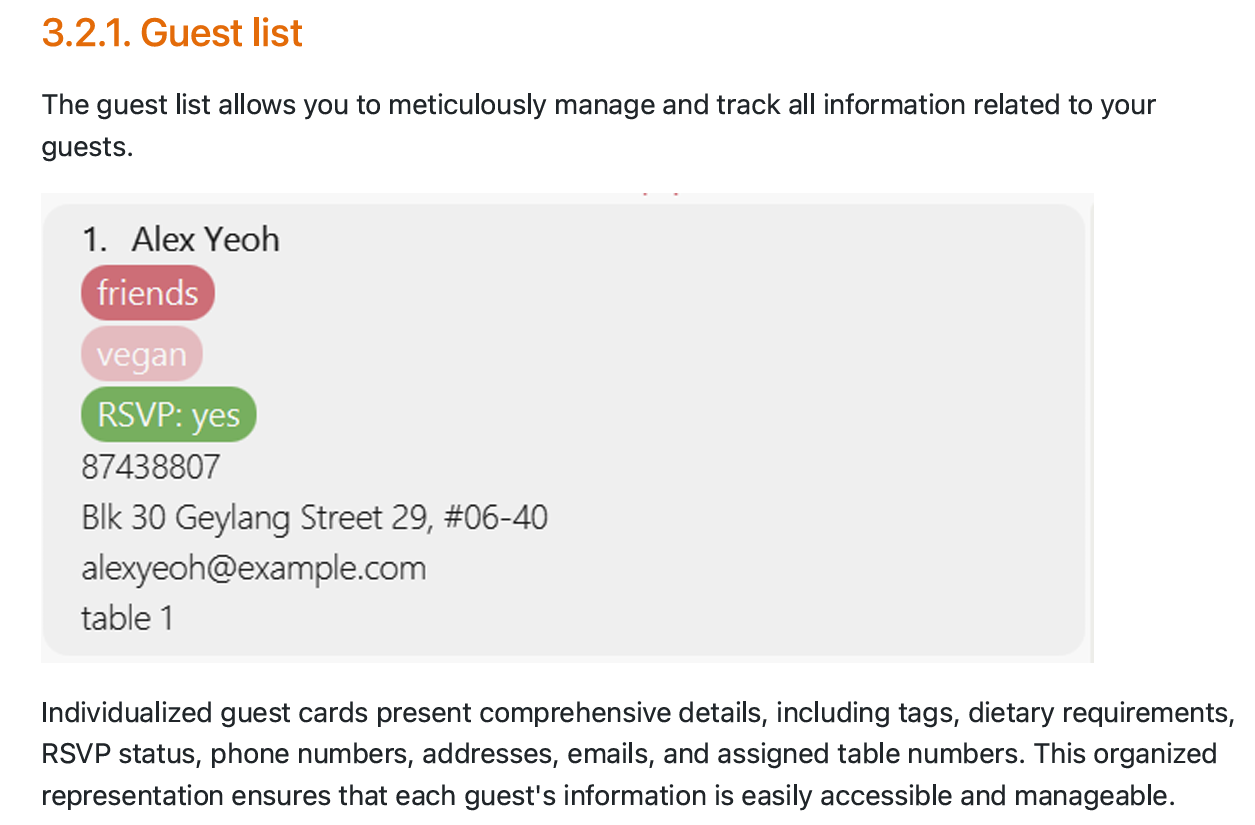 3.2.1. Guest list
The guest list allows you to meticulously manage and track all information related to your
guests.
1. Alex Yeoh
friends
vegan
RSVP: yes
87438807
Blk 30 Geylang Street 29, #06-40
alexyeoh@example.com
table 1
Individualized guest cards present comprehensive details, including tags, dietary requirements,
RSVP status, phone numbers, addresses, emails, and assigned table numbers. This organized
representation ensures that each guest's information is easily accessible and manageable.